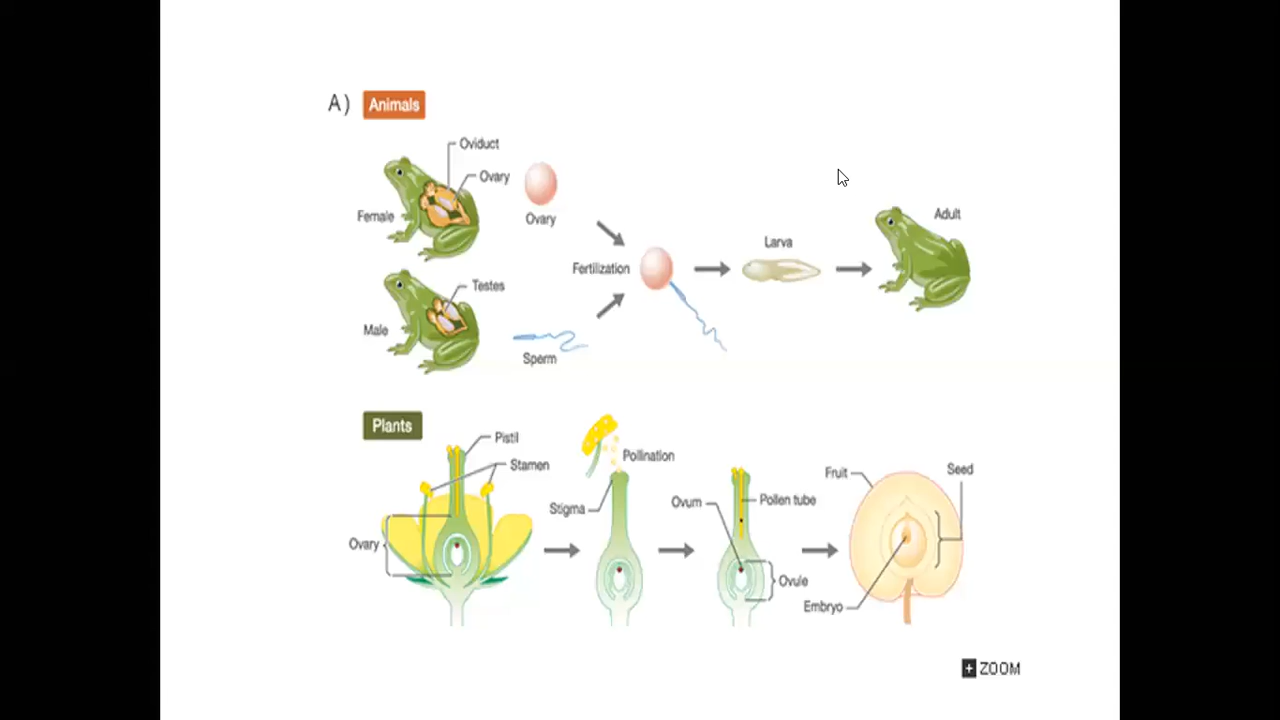 A) Animals
Oviduct
Ovary
Female
Ovary
Adult
Larva
Fertilization
Testes
Male
Sperm
Plants
Pistil
Stamen
Pollination
Stigma
Ovary
Ovum
Pollen tube
Ovule
Fruit
Seed
Embryo
+ ZOOM